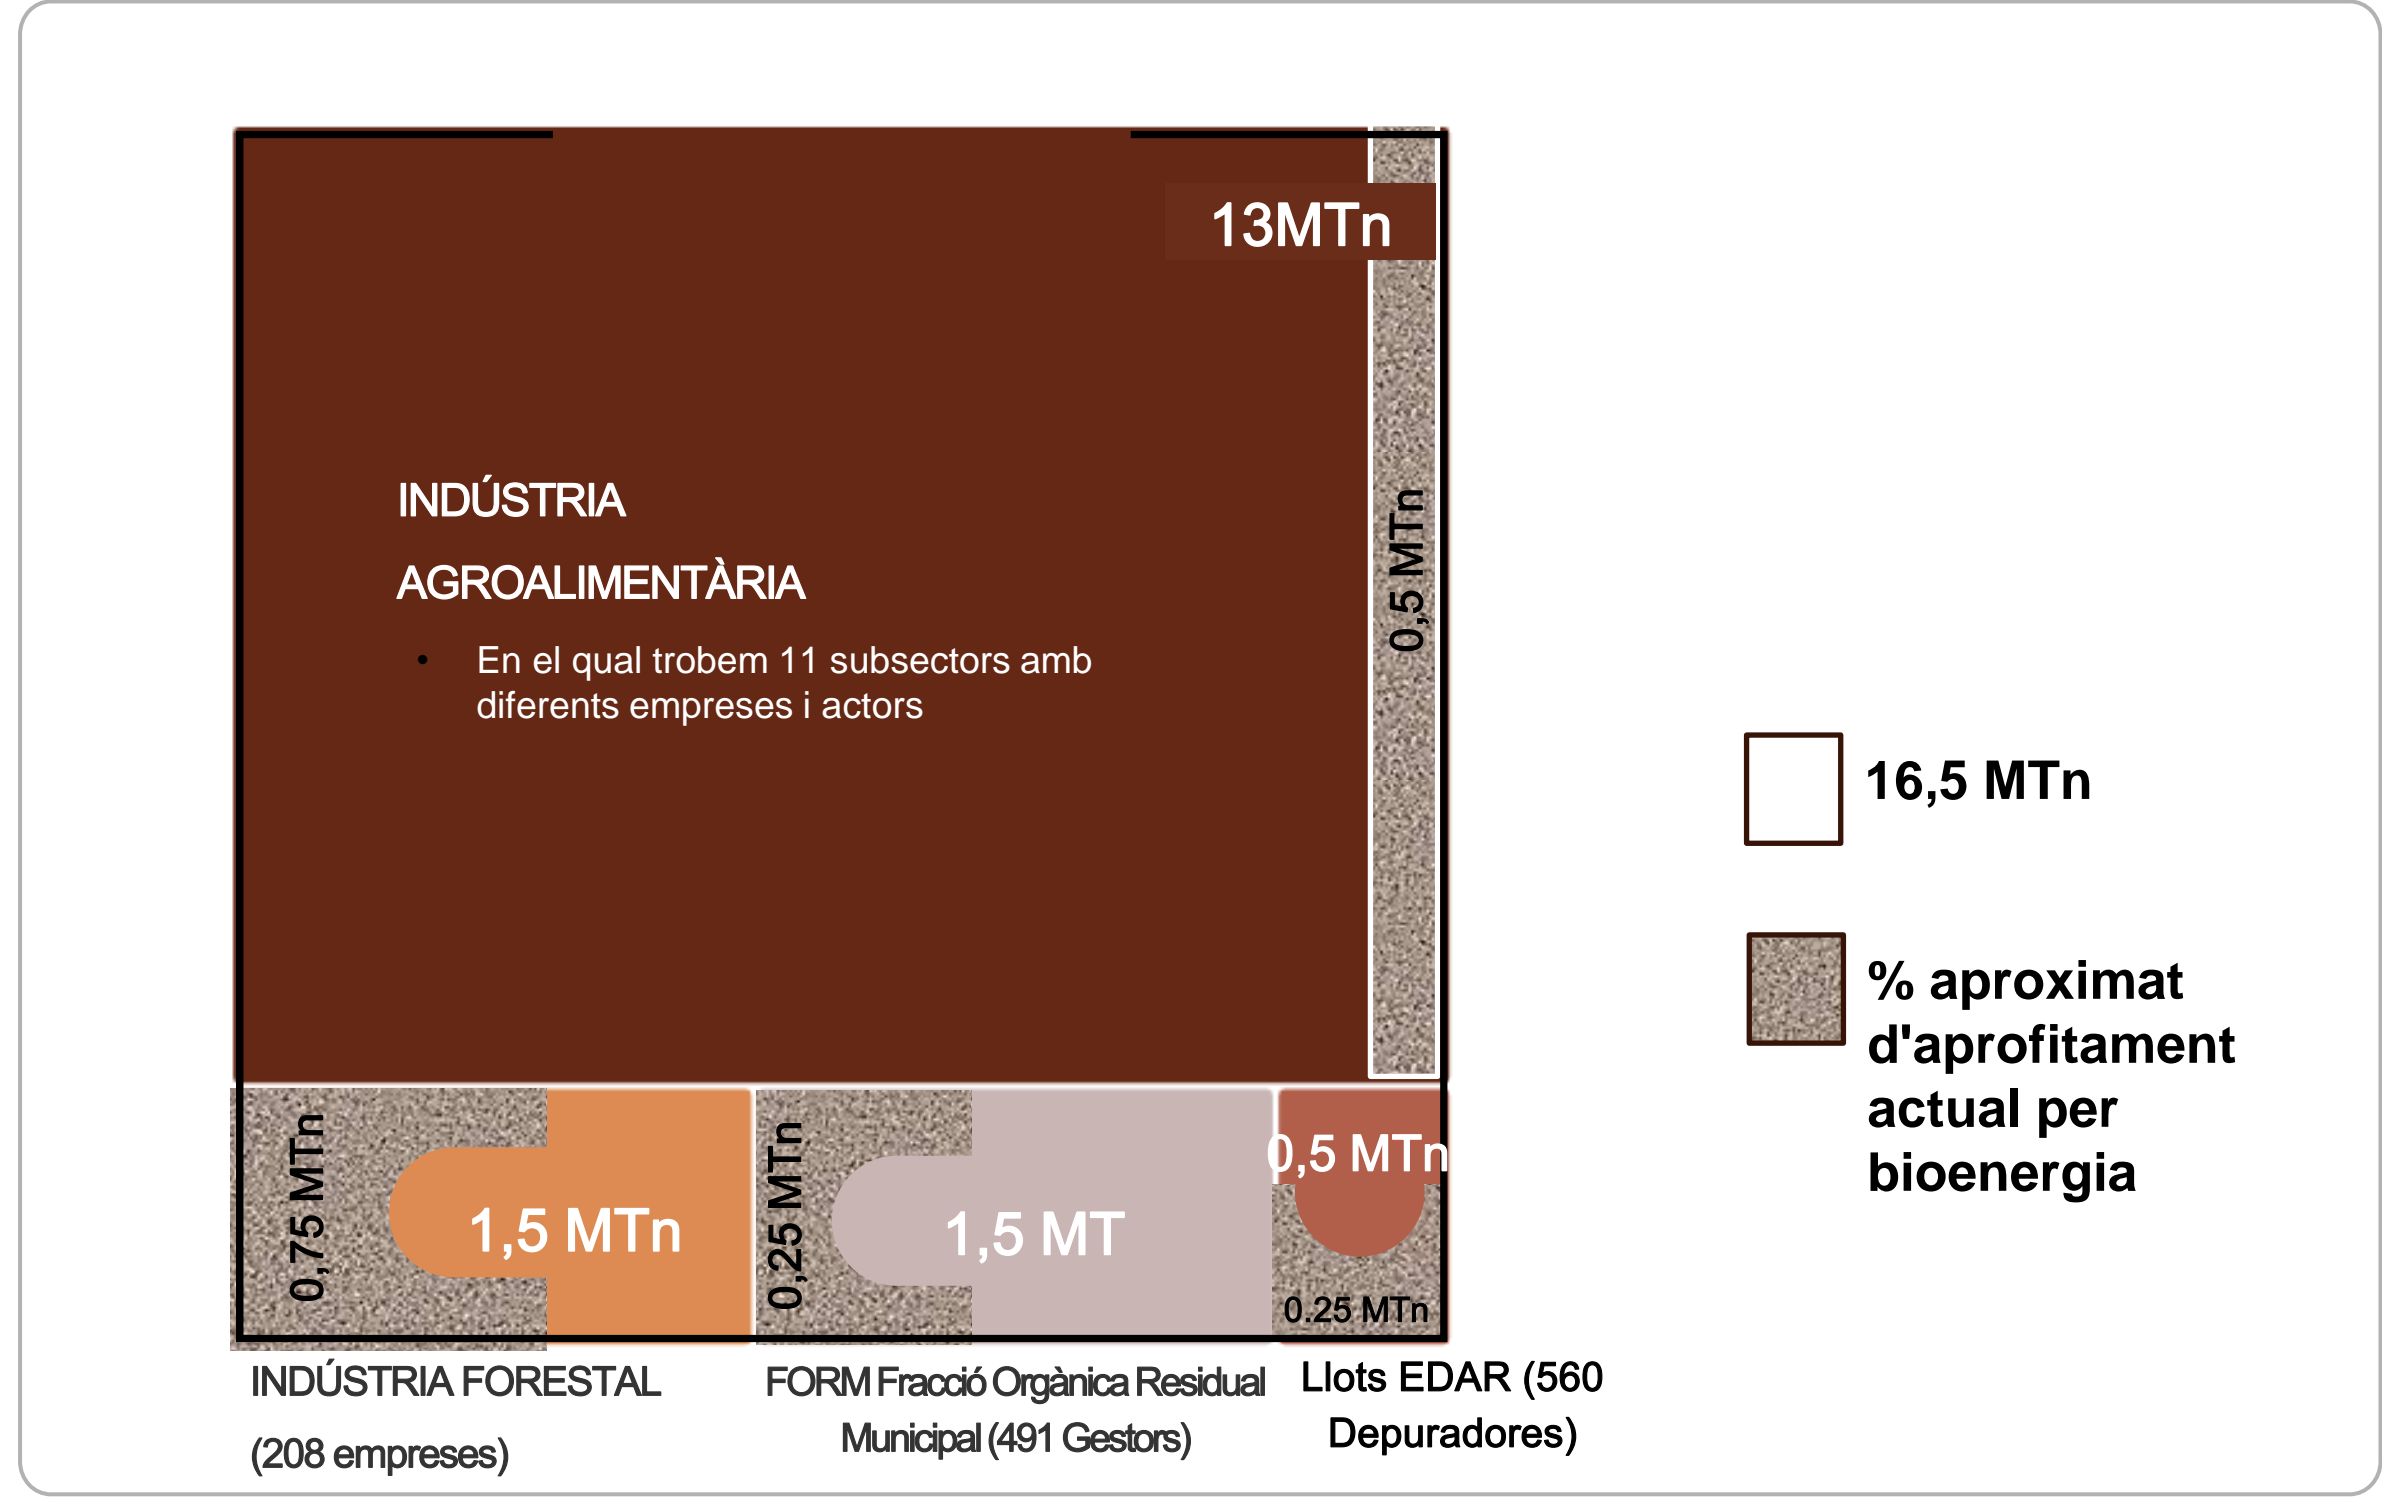 13MTn
INDÚSTRIA
AGROALIMENTÀRIA
• En el qual trobem 11 subsectors amb
diferents empreses i actors
0,5 MTn
16,5 MTn
% aproximat
d'aprofitament
actual per
bioenergia
0,75 MTn
1,5 MTn
0,25 MTn
1,5 MT
0,5 MTn
0.25 MTn
INDÚSTRIA FORESTAL
(208 empreses)
FORM Fracció Orgànica Residual
Municipal (491 Gestors)
Llots EDAR (560
Depuradores)